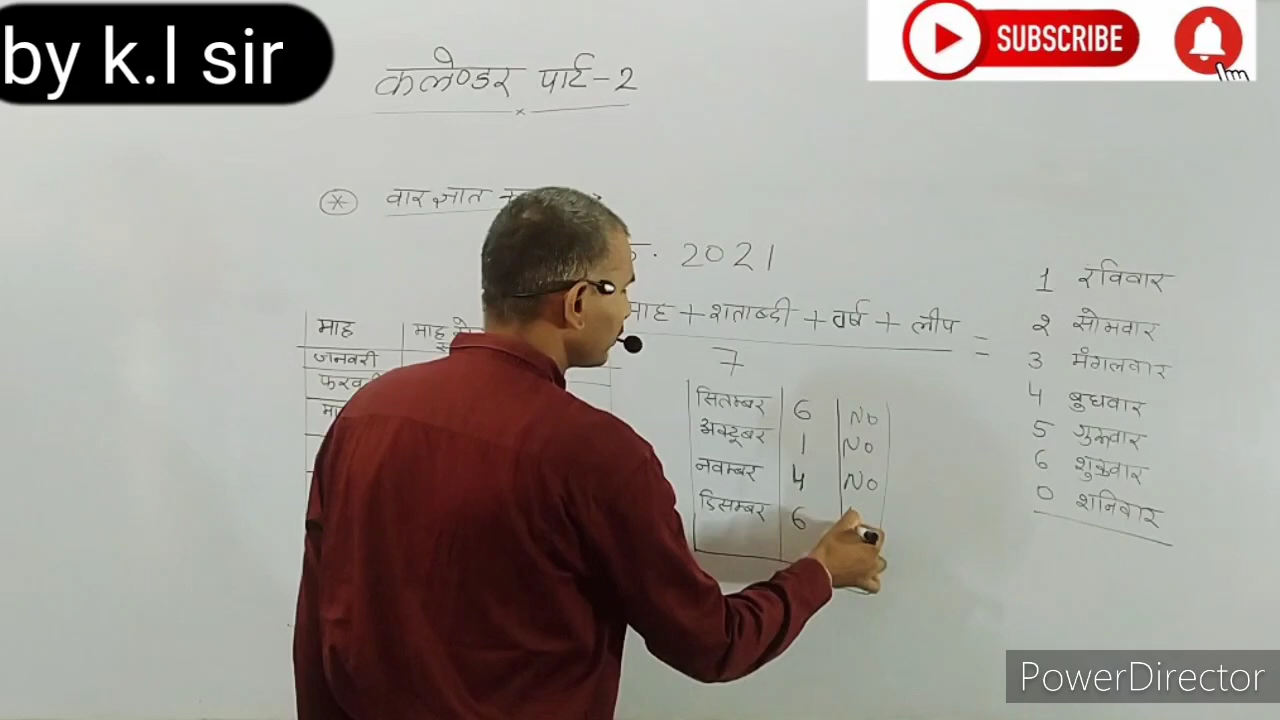 by k.l sir
SUBSCRIBE
कलेण्डर पार्ट-2
* वार ज्ञात
2021
माह + शताब्दी + वर्ष + लीप =
7
माह माह
जनवरी
सितम्बर 6 No
अक्टूबर 1 No
नवम्बर 4 No
डिसम्बर 6
1 रविवार
2 सोमवार
3 मंगलवार
4 बुधवार
5 गुरूवार
6 शुक्रवार
0 शनिवार
PowerDirector